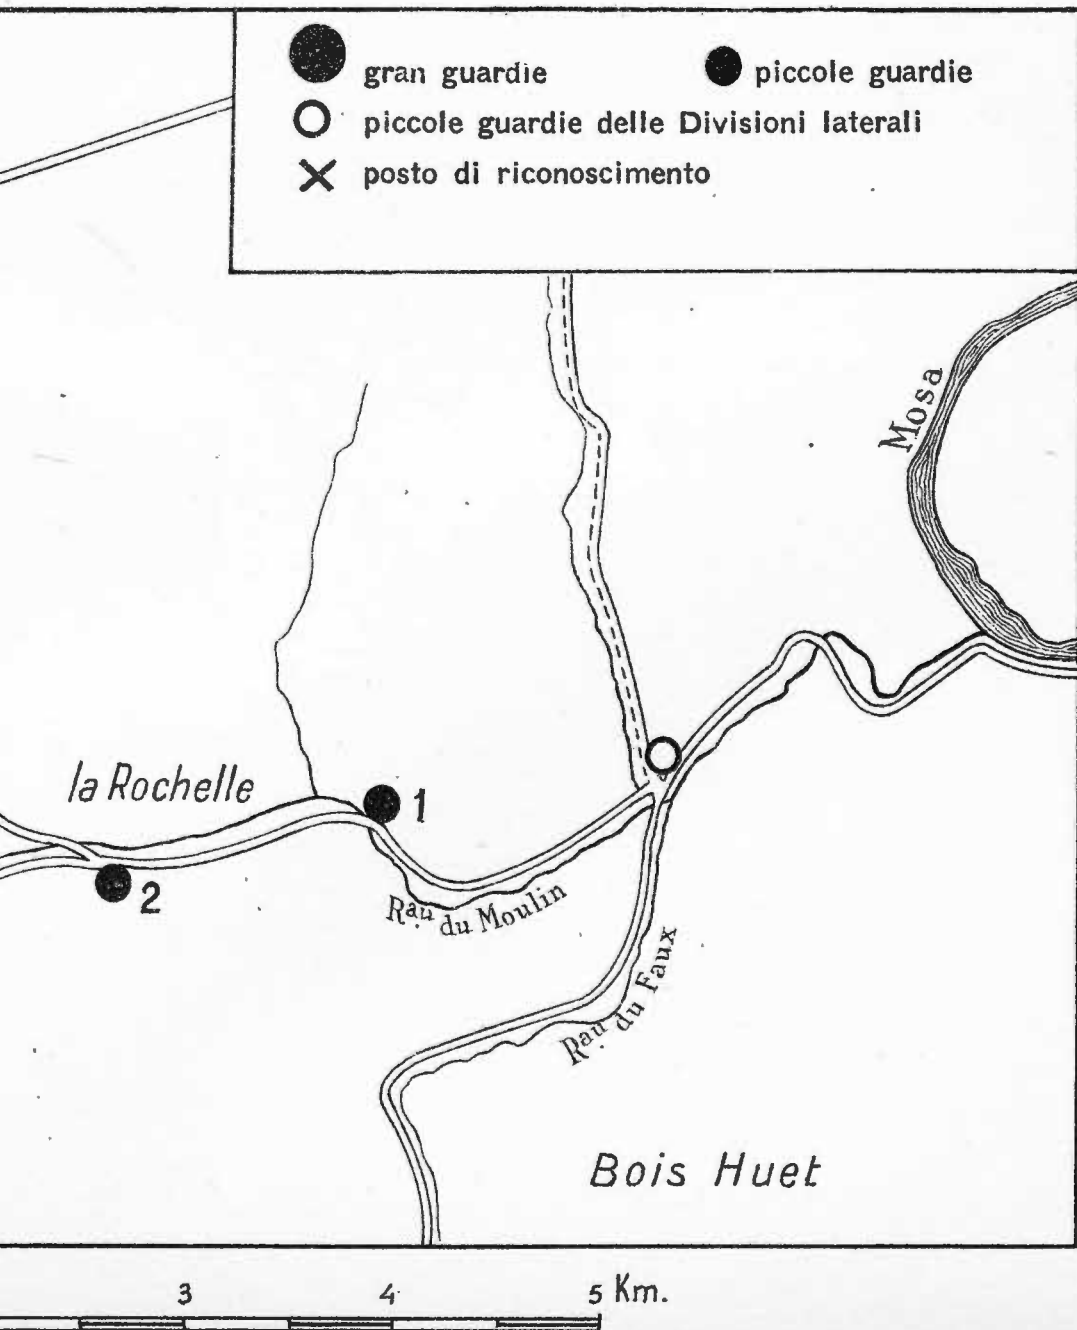 gran guardie
piccole guardie
piccole guardie delle Divisioni laterali
posto di riconoscimento
Mosa
la Rochelle
1
2
Rau. du Moulin
Rau. du Faux
Bois Huet
3 4 5 Km.